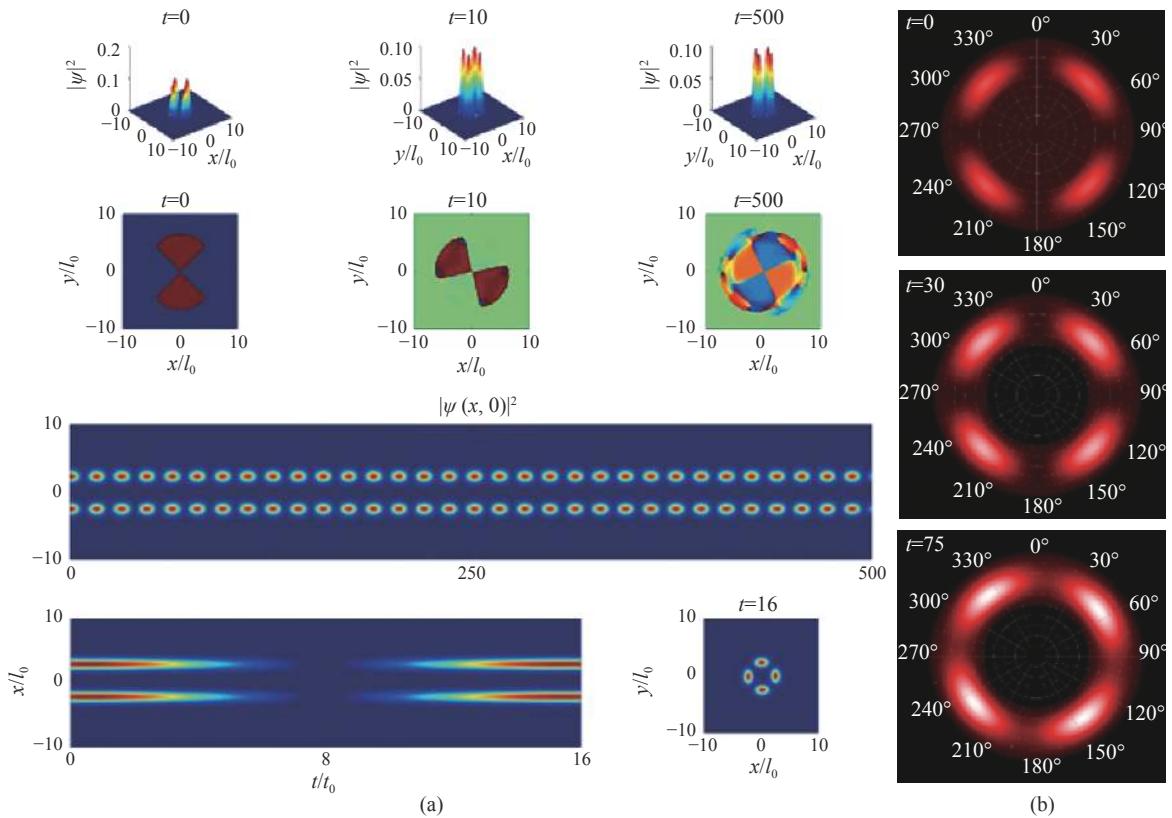 t=0
t=10
t=500
|ψ|²
0.2
0.1
0
−10
0
10
−10
0
10
x/l₀
|ψ|²
0.10
0.05
0
−10
0
10
y/l₀
−10
0
10
x/l₀
|ψ|²
0.10
0.05
0
−10
0
10
y/l₀
−10
0
10
x/l₀
t=0
t=10
t=500
10
0
−10
y/l₀
−10 0 10
x/l₀
10
0
−10
y/l₀
−10 0 10
x/l₀
10
0
−10
y/l₀
−10 0 10
x/l₀
|ψ (x, 0)|²
10
0
−10
0 250 500
10
0
−10
x/l₀
0 8 16
t/t₀
t=16
10
0
−10
y/l₀
−10 0 10
x/l₀
(a)
t=0
0°
30°
60°
90°
120°
150°
180°
210°
240°
270°
300°
330°
t=30
0°
30°
60°
90°
120°
150°
180°
210°
240°
270°
300°
330°
t=75
0°
30°
60°
90°
120°
150°
180°
210°
240°
270°
300°
330°
(b)